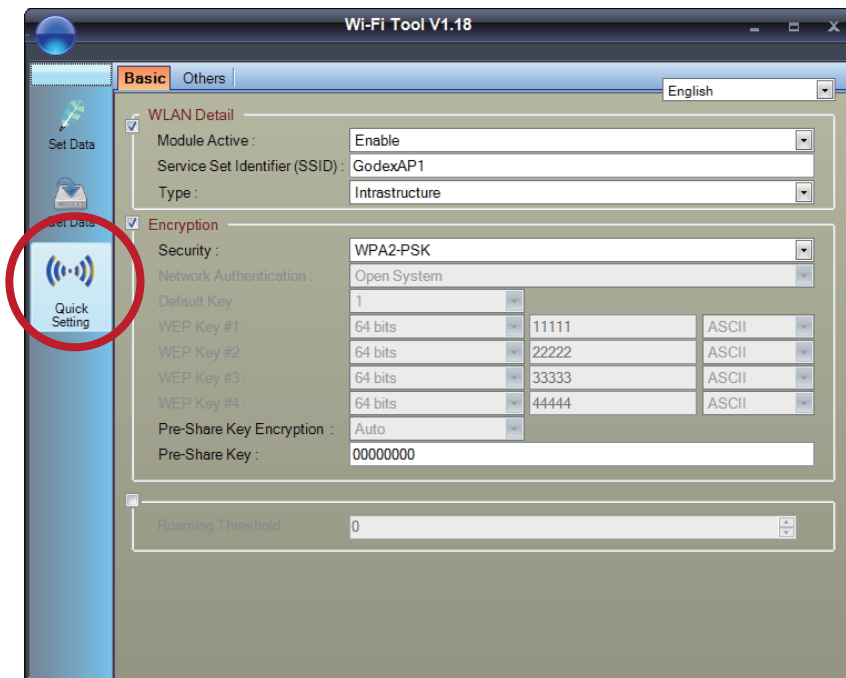 Wi-Fi Tool V1.18
Basic Others
English
Set Data
Get Data
Quick
Setting
WLAN Detail
Module Active : Enable
Service Set Identifier (SSID) : GodexAP1
Type : Intrastructure
Encryption
Security : WPA2-PSK
Network Authentication : Open System
Default Key : 1
WEP Key #1 : 64 bits 11111 ASCII
WEP Key #2 : 64 bits 22222 ASCII
WEP Key #3 : 64 bits 33333 ASCII
WEP Key #4 : 64 bits 44444 ASCII
Pre-Share Key Encryption : Auto
Pre-Share Key : 00000000
Roaming Threshold : 0